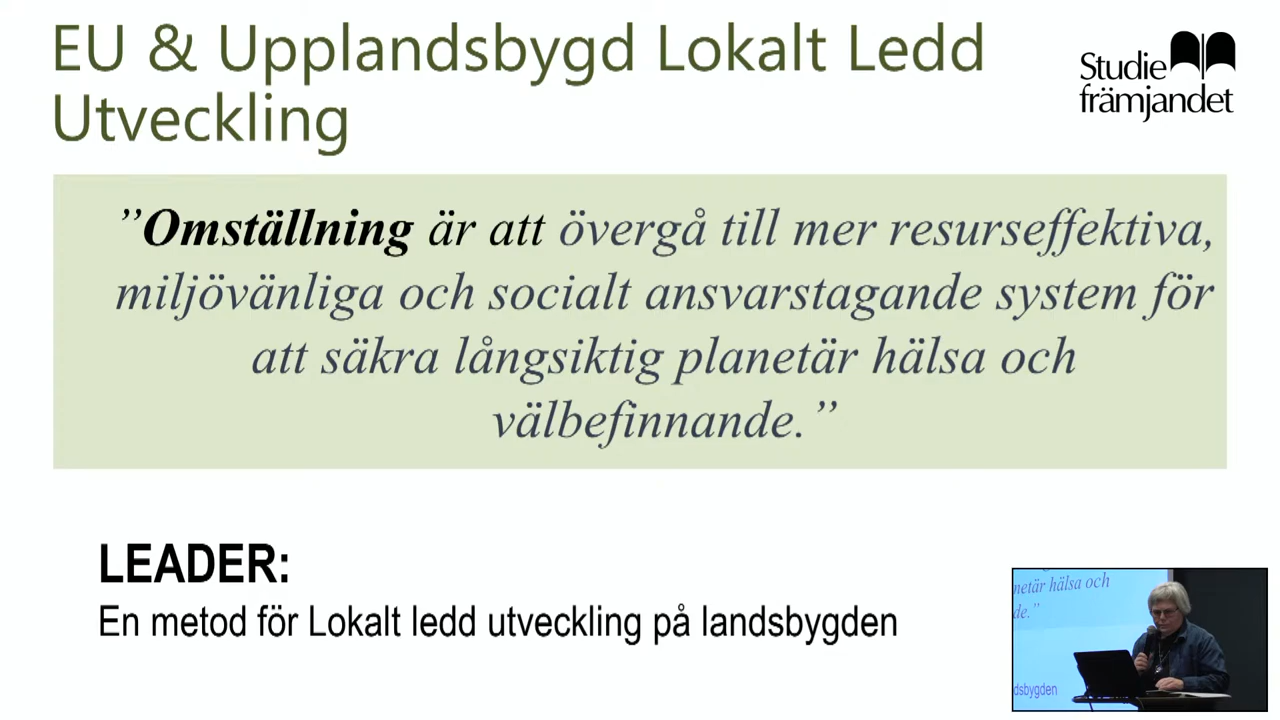 EU & Upplandsbygd Lokalt Ledd
Utveckling
Studie
främjandet
”Omställning är att övergå till mer resurseffektiva,
miljövänliga och socialt ansvarstagande system för
att säkra långsiktig planetär hälsa och
välbefinnande.”
LEADER:
En metod för Lokalt ledd utveckling på landsbygden
netär hälsa och
de.”
dsbygden